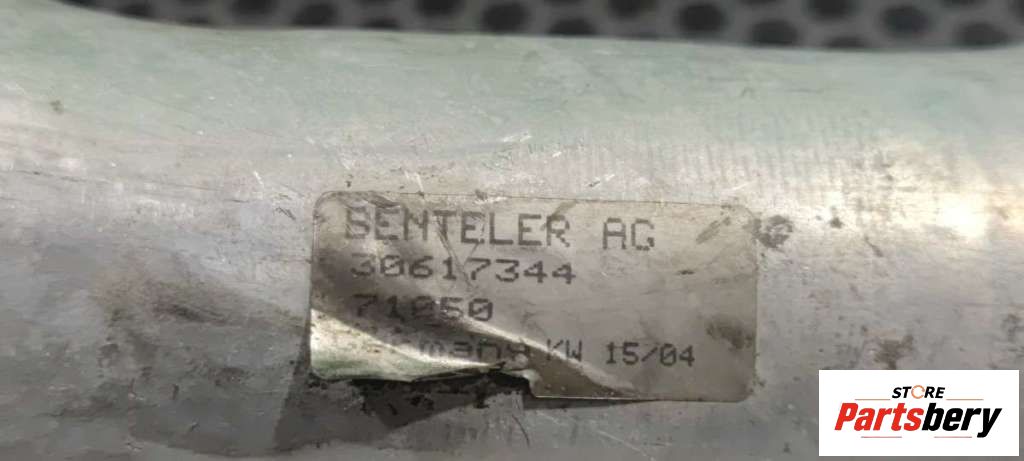 BENTELER AG
30617344
71050
KW 15/04
STORE
Partsbery